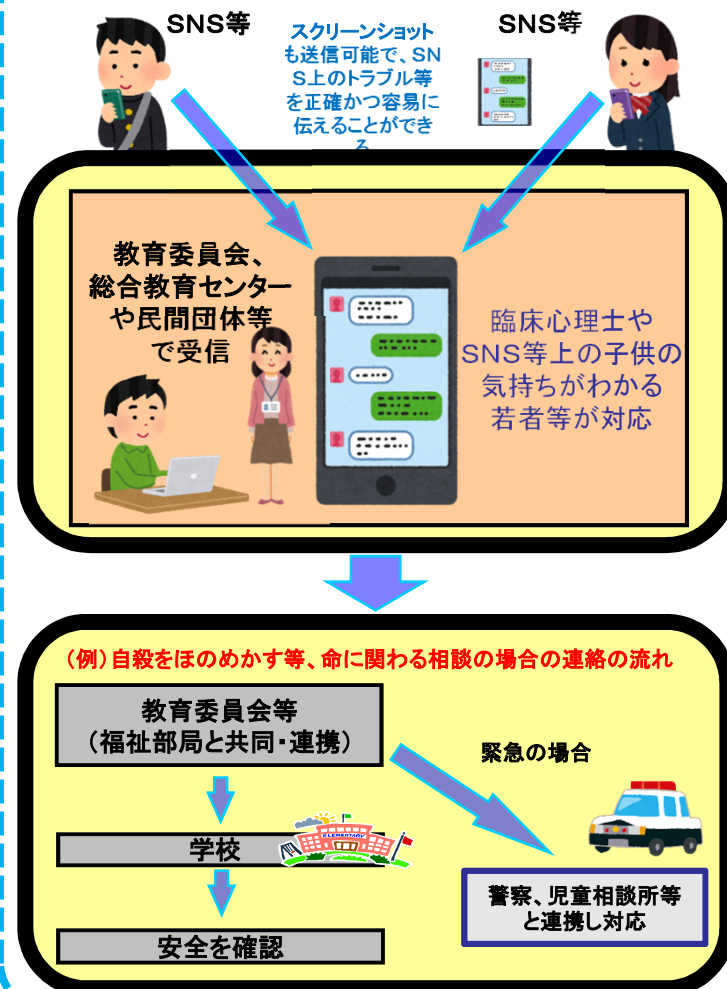 SNS等
スクリーンショット
も送信可能で、SN
S上のトラブル等
を正確かつ容易に
伝えることができ
る
SNS等
教育委員会、
総合教育センター
や民間団体等
で受信
臨床心理士や
SNS等上の子供の
気持ちがわかる
若者等が対応
（例）自殺をほのめかす等、命に関わる相談の場合の連絡の流れ
教育委員会等
（福祉部局と共同・連携）
緊急の場合
学校
ELEMENTARY
警察、児童相談所等
と連携し対応
安全を確認